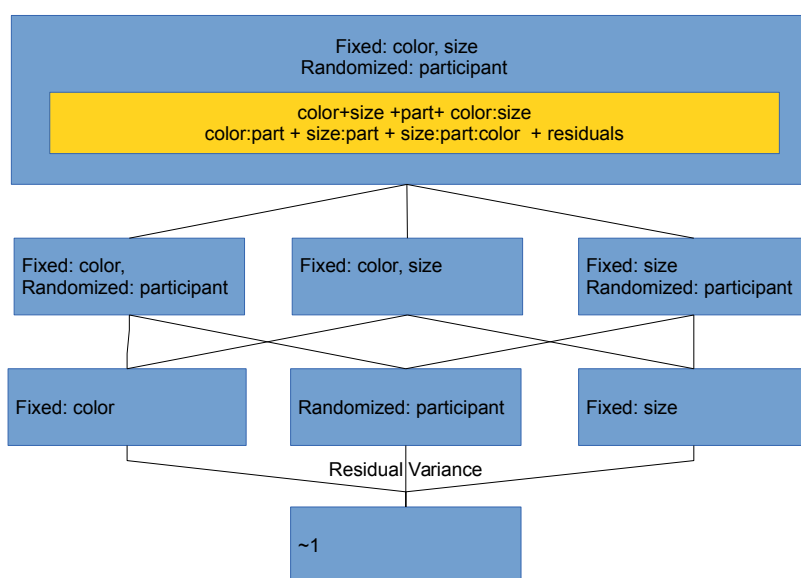 Fixed: color, size
Randomized: participant
color+size +part+ color:size
color:part + size:part + size:part:color + residuals
Fixed: color,
Randomized: participant
Fixed: color, size
Fixed: size
Randomized: participant
Fixed: color
Randomized: participant
Fixed: size
Residual Variance
~1